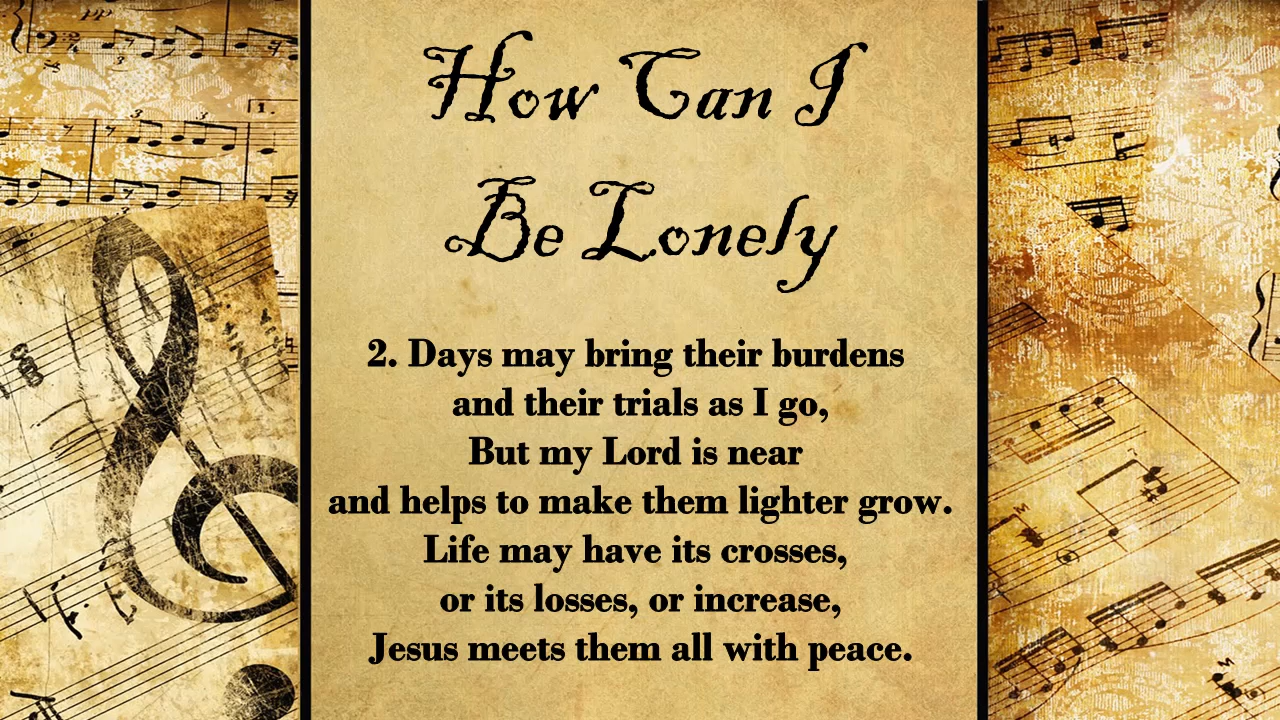 How Can I
Be Lonely
2. Days may bring their burdens
and their trials as I go,
But my Lord is near
and helps to make them lighter grow.
Life may have its crosses,
or its losses, or increase,
Jesus meets them all with peace.